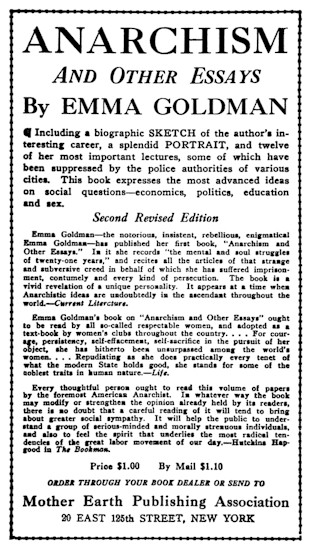 ANARCHISM
AND OTHER ESSAYS
By EMMA GOLDMAN
¶ Including a biographic SKETCH of the author's in-
teresting career, a splendid PORTRAIT, and twelve
of her most important lectures, some of which have
been suppressed by the police authorities of various
cities. This book expresses the most advanced ideas
on social questions—economics, politics, education
and sex.
Second Revised Edition
Emma Goldman—the notorious, insistent, rebellious, enigmatical
Emma Goldman—has published her first book, "Anarchism and
Other Essays." In it she records "the mental and soul struggles
of twenty-one years," and recites all the articles of that strange
and subversive creed in behalf of which she has suffered imprison-
ment, contumely and every kind of persecution. The book is a
vivid revelation of a unique personality. It appears at a time when
Anarchistic ideas are undoubtedly in the ascendant throughout the
world.—Current Literature.
Emma Goldman's book on "Anarchism and Other Essays" ought
to be read by all so-called respectable women, and adopted as a
text-book by women's clubs throughout the country. . . . For cour-
age, persistency, self-effacement, self-sacrifice in the pursuit of her
object, she has hitherto been unsurpassed among the world's
women. . . . Repudiating as she does practically every tenet of
what the modern State holds good, she stands for some of the
noblest traits in human nature.—Life.
Every thoughtful person ought to read this volume of papers
by the foremost American Anarchist. In whatever way the book
may modify or strengthen the opinion already held by its readers,
there is no doubt that a careful reading of it will tend to bring
about greater social sympathy. It will help the public to under-
stand a group of serious-minded and morally strenuous individuals,
and also to feel the spirit that underlies the most radical ten-
dencies of the great labor movement of our day.—Hutchins Hap-
good in The Bookman.
Price $1.00 By Mail $1.10
ORDER THROUGH YOUR BOOK DEALER OR SEND TO
Mother Earth Publishing Association
20 EAST 125th STREET, NEW YORK